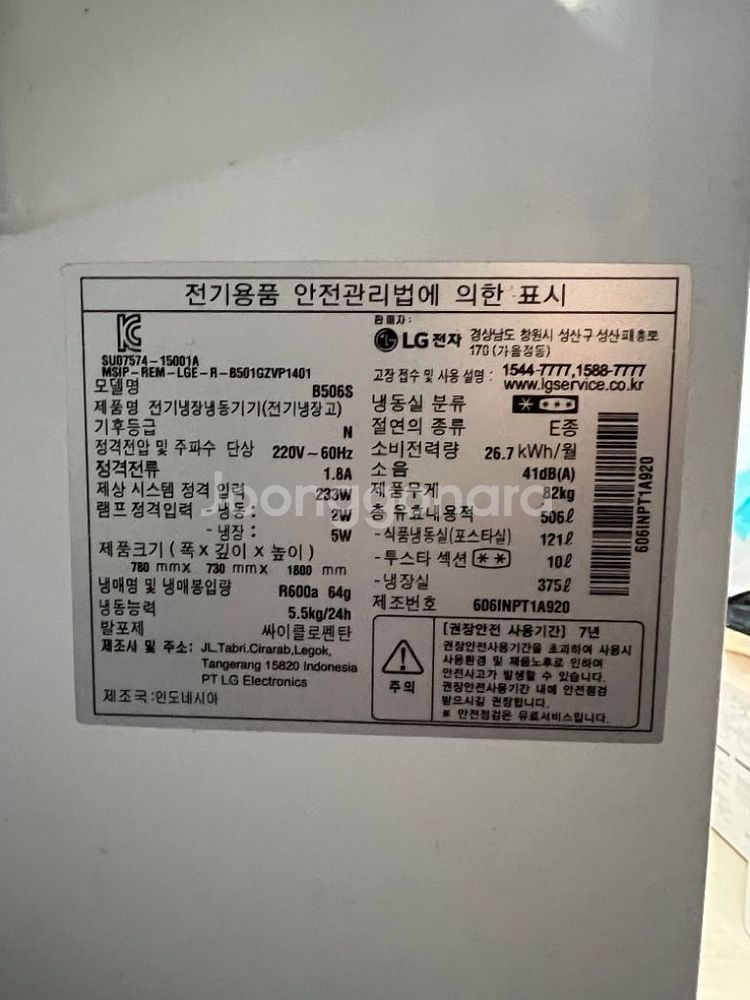 전기용품 안전관리법에 의한 표시
SU07574-15001A
MSIP-REM-LGE-R-B501GZVP1401
모델명 B506S
제품명 전기냉장냉동기기(전기냉장고)
기후등급 N
정격전압 및 주파수 단상 220V~60Hz
정격전류 1.8A
제상 시스템 정격 입력 233W
램프 정격입력 - 냉동 : 2W
- 냉장 : 5W
제품크기 (폭 x 깊이 x 높이)
780 mm x 730 mm x 1800 mm
냉매명 및 냉매봉입량 R600a 64g
냉동능력 5.5kg/24h
발포제 싸이클로펜탄
제조사 및 주소: JL.Tabri.Cirarab,Legok,
Tangerang 15820 Indonesia
PT LG Electronics
제조국:인도네시아
판매자:
LG전자 경상남도 창원시 성산구 성산패총로
170 (가음정동)
고장 접수 및 사용 설명 : 1544-7777,1588-7777
www.lgservice.co.kr
냉동실 분류
절연의 종류 E종
소비전력량 26.7 kWh/월
소음 41dB(A)
제품무게 82kg
총 유효내용적 506ℓ
-식품냉동실(포스타실) 121ℓ
-투스타 섹션 (**) 10ℓ
-냉장실 375ℓ
제조번호 606INPT1A920
606INPT1A920
주의
[권장안전 사용기간] 7년
권장안전사용기간을 초과하여 사용시
사용환경 및 제품노후로 인하여
안전사고가 발생할 수 있습니다.
권장안전사용기간 내에 안전점검
받으시길 권장합니다.
※ 안전점검은 유료서비스입니다.
Joonggonara